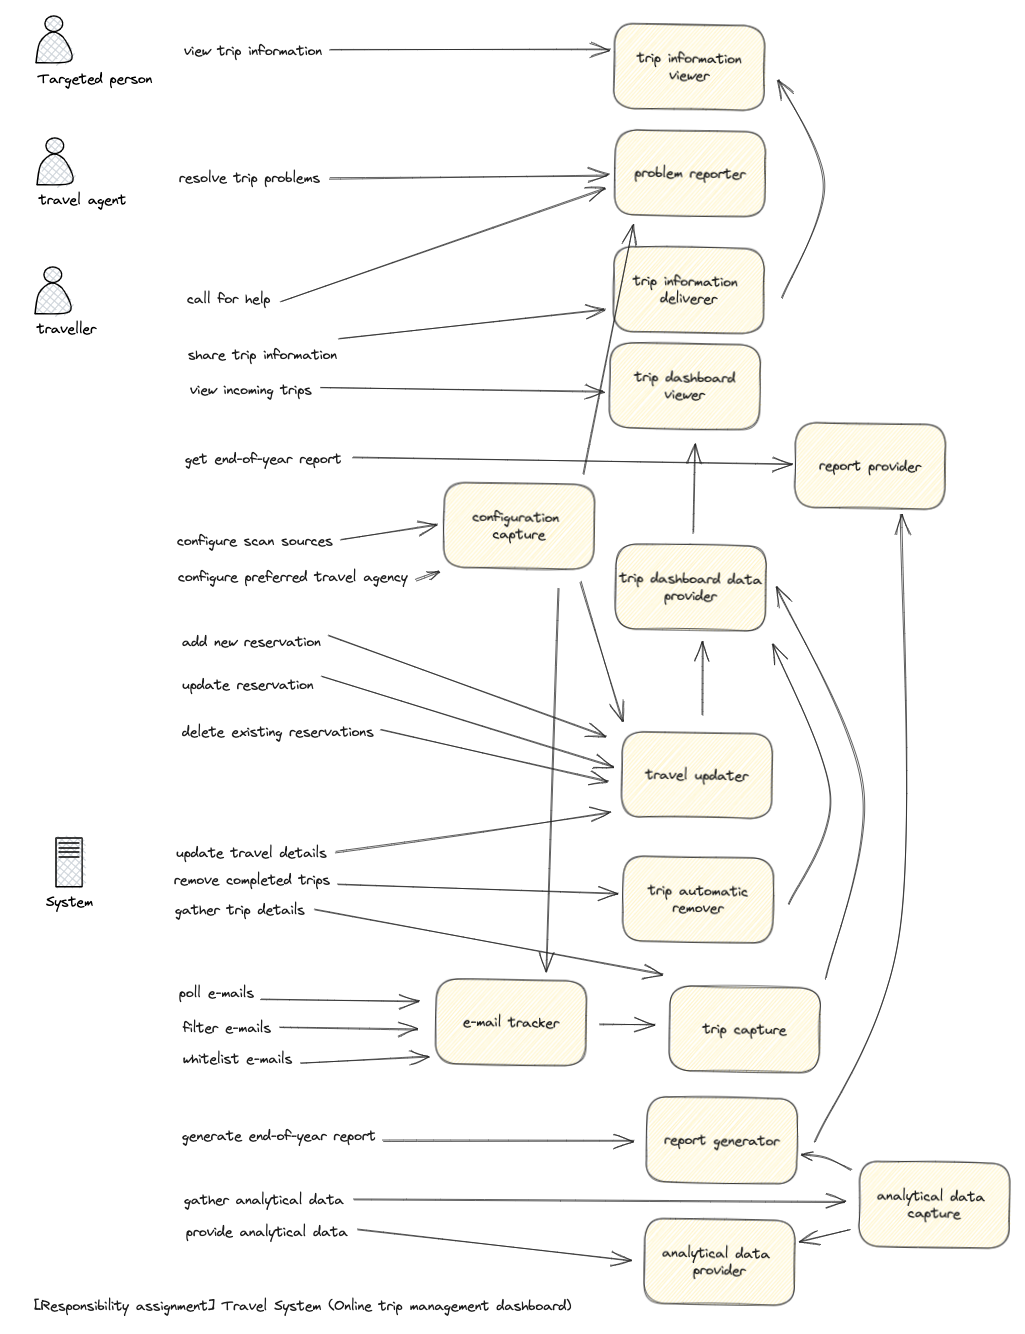 view trip information
trip information
viewer
Targeted person
resolve trip problems
problem reporter
travel agent
call for help
trip information
deliverer
traveller
share trip information
view incoming trips
trip dashboard
viewer
get end-of-year report
report provider
configuration
capture
configure scan sources
configure preferred travel agency
trip dashboard data
provider
add new reservation
update reservation
delete existing reservations
travel updater
update travel details
remove completed trips
trip automatic
remover
System
gather trip details
poll e-mails
filter e-mails
whitelist e-mails
e-mail tracker
trip capture
generate end-of-year report
report generator
gather analytical data
analytical data
capture
provide analytical data
analytical data
provider
[Responsibility assignment] Travel System (Online trip management dashboard)